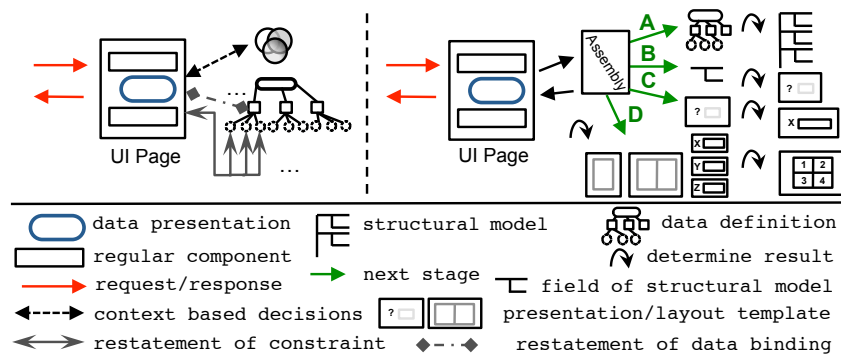 ...
...
UI Page
UI Page
Assembly
A
B
C
D
?
?
X
X
Y
Z
1 2
3 4
data presentation
structural model
data definition
regular component
determine result
request/response
next stage
field of structural model
context based decisions
?
presentation/layout template
restatement of constraint
restatement of data binding